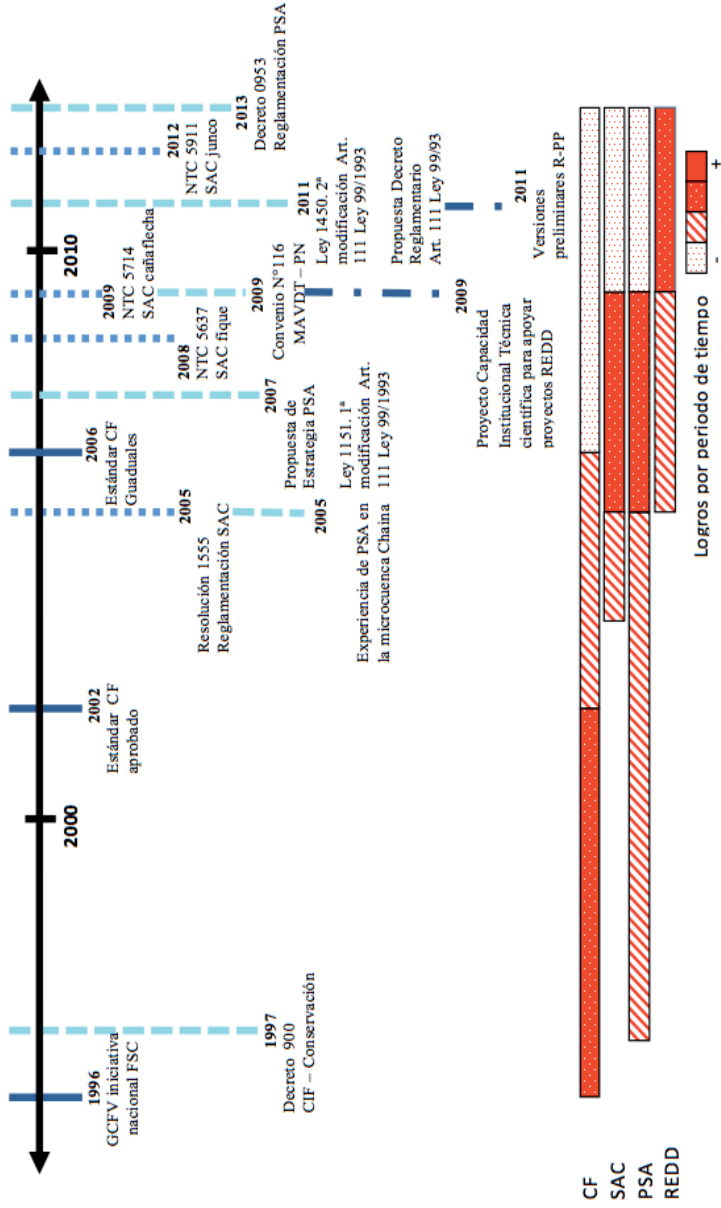 2000
2010
1996
GCFV iniciativa
nacional FSC
1997
Decreto 900
CIF – Conservación
2002
Estándar CF
aprobado
2005
Resolución 1555
Reglamentación SAC
2005
Experiencia de PSA en
la microcuenca Chaina
2006
Estándar CF
Guaduales
2007
Propuesta de
Estrategia PSA
Ley 1151. 1ª
modificación Art.
111 Ley 99/1993
2008
NTC 5637
SAC fique
2009
NTC 5714
SAC cañaflecha
2009
Convenio N°116
MAVDT – PN
2009
Proyecto Capacidad
Institucional Técnica
científica para apoyar
proyectos REDD
2011
Ley 1450. 2ª
modificación Art.
111 Ley 99/1993
Propuesta Decreto
Reglamentario
Art. 111 Ley 99/93
2011
Versiones
preliminares R-PP
2012
NTC 5911
SAC junco
2013
Decreto 0953
Reglamentación PSA
CF
SAC
PSA
REDD
- +
Logros por periodo de tiempo